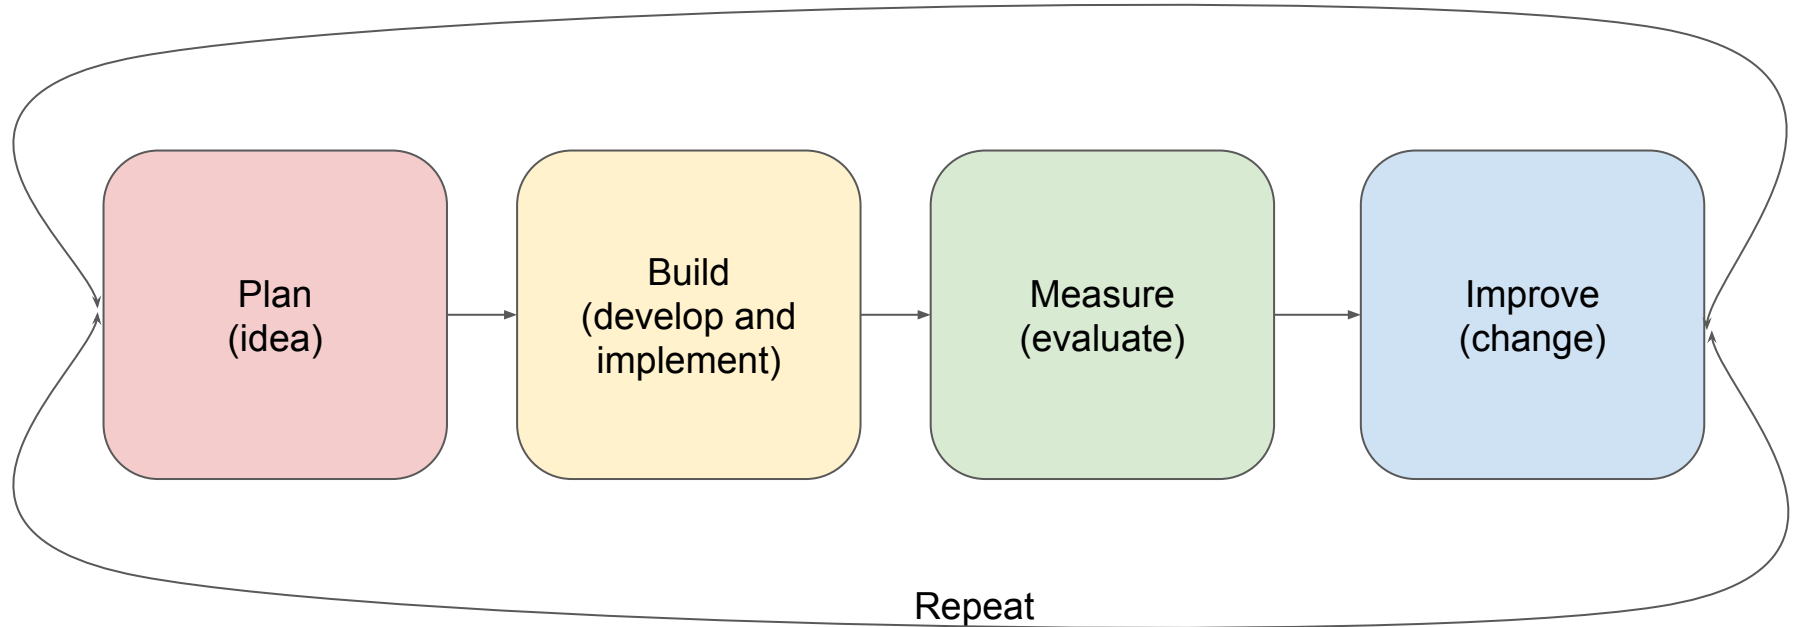 Plan
(idea)
Build
(develop and
implement)
Measure
(evaluate)
Improve
(change)
Repeat